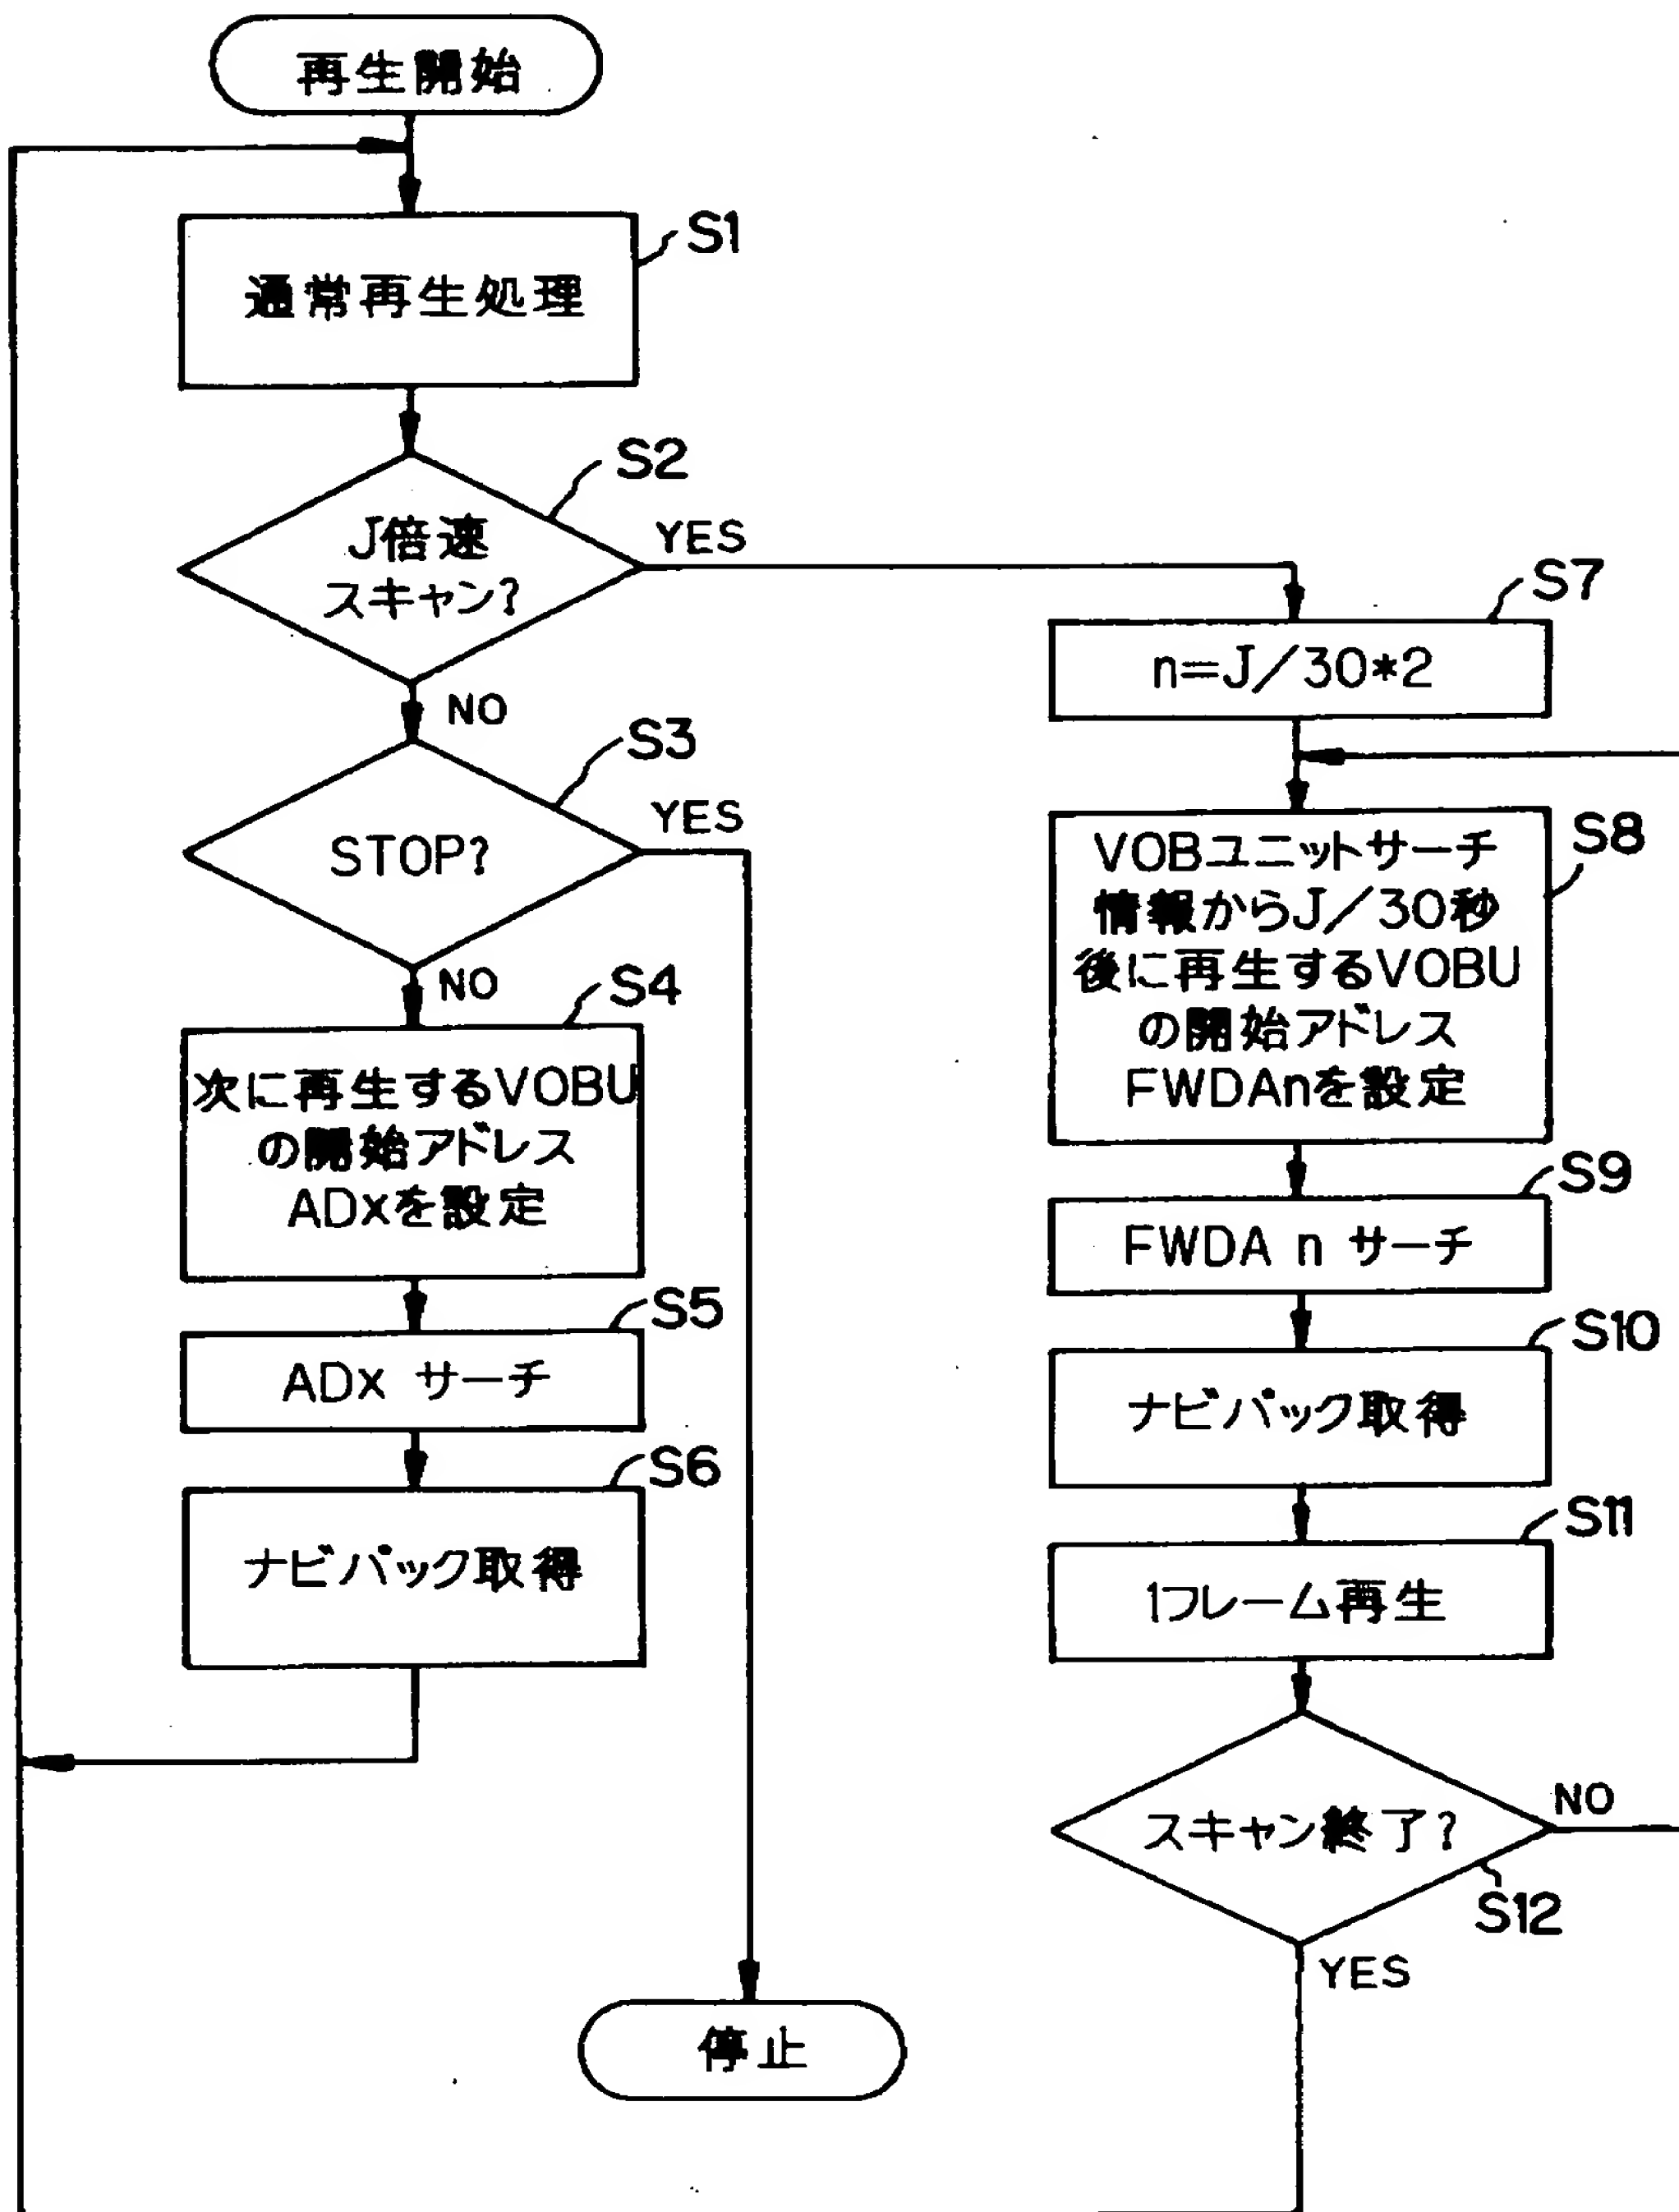 再生開始
S1
通常再生処理
S2
J倍速
スキャン?
YES
NO
S3
STOP?
YES
NO
S4
次に再生するVOBU
の開始アドレス
ADxを設定
S5
ADx サーチ
S6
ナビパック取得
停止
S7
n=J/30*2
S8
VOBユニットサーチ
情報からJ/30秒
後に再生するVOBU
の開始アドレス
FWDAnを設定
S9
FWDA n サーチ
S10
ナビパック取得
S11
1フレーム再生
スキャン終了?
NO
S12
YES